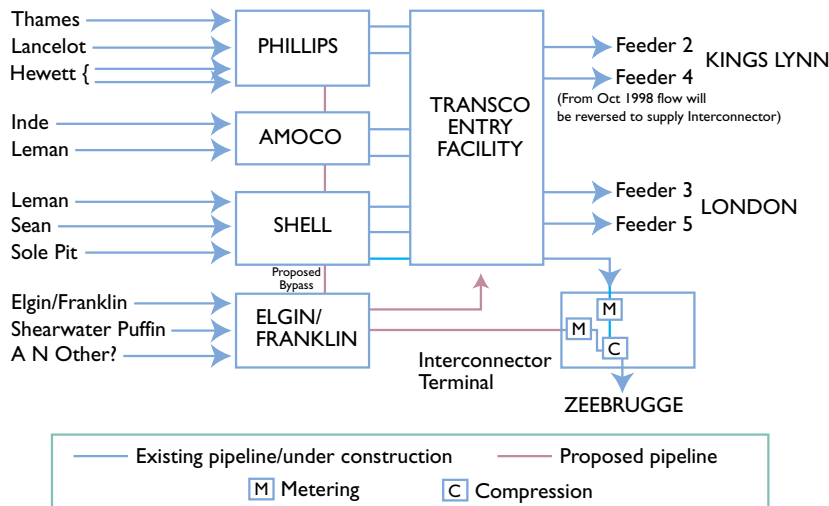 Thames
Lancelot
Hewett {
PHILLIPS
Inde
Leman
AMOCO
Leman
Sean
Sole Pit
SHELL
Proposed
Bypass
Elgin/Franklin
Shearwater Puffin
A N Other?
ELGIN/
FRANKLIN
TRANSCO
ENTRY
FACILITY
Feeder 2
Feeder 4
KINGS LYNN
(From Oct 1998 flow will
be reversed to supply Interconnector)
Feeder 3
Feeder 5
LONDON
M
M
C
Interconnector
Terminal
ZEEBRUGGE
Existing pipeline/under construction
Proposed pipeline
M Metering
C Compression